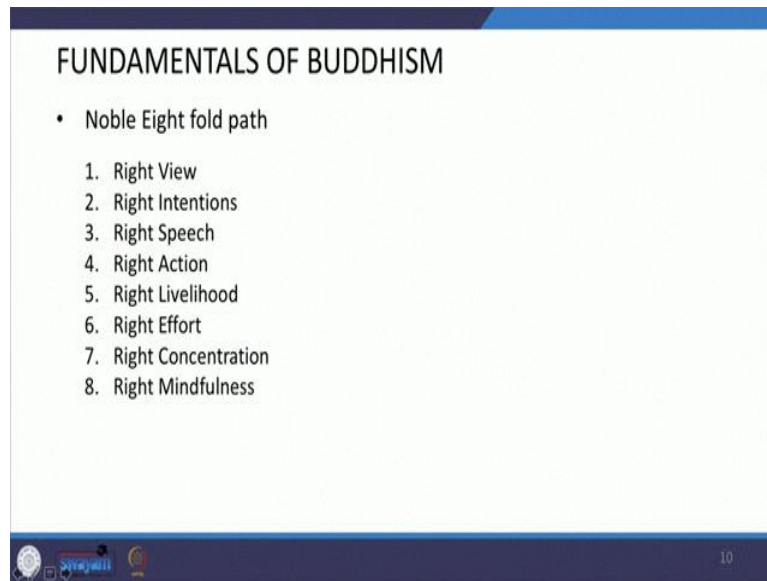 FUNDAMENTALS OF BUDDHISM
• Noble Eight fold path
1. Right View
2. Right Intentions
3. Right Speech
4. Right Action
5. Right Livelihood
6. Right Effort
7. Right Concentration
8. Right Mindfulness
swayam
10